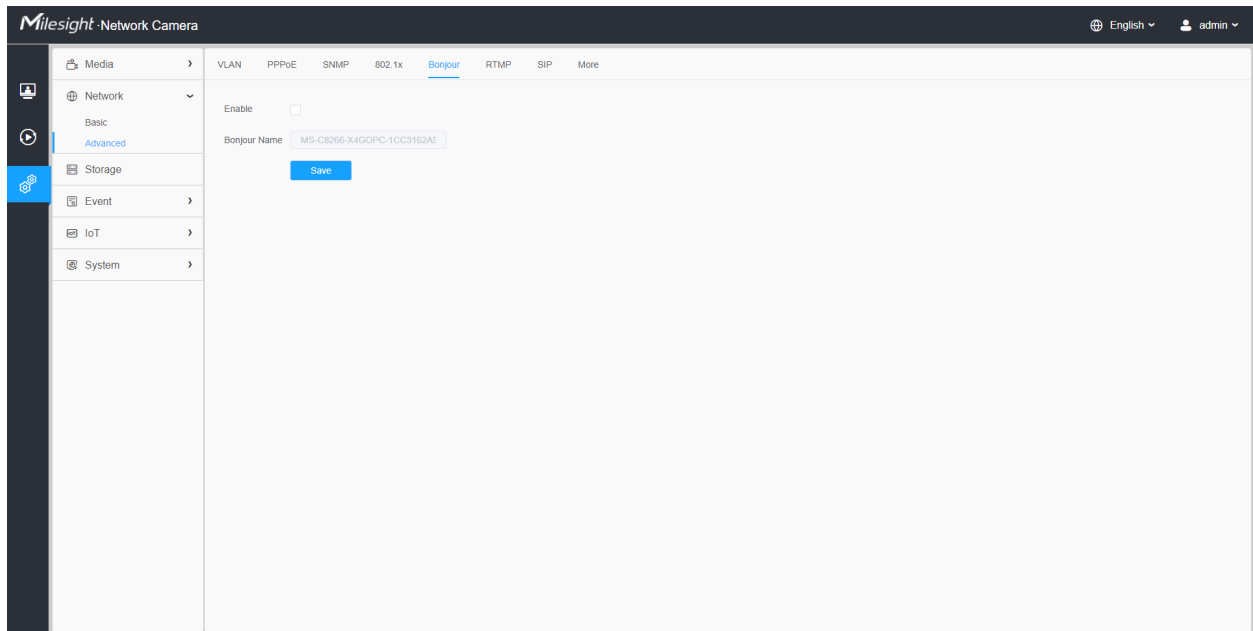 Milesight · Network Camera
English
admin
Media
VLAN PPPoE SNMP 802.1x Bonjour RTMP SIP More
Network
Basic
Advanced
Storage
Event
IoT
System
Enable
Bonjour Name MS-C8266-X4GOPC-1CC3162A5
Save